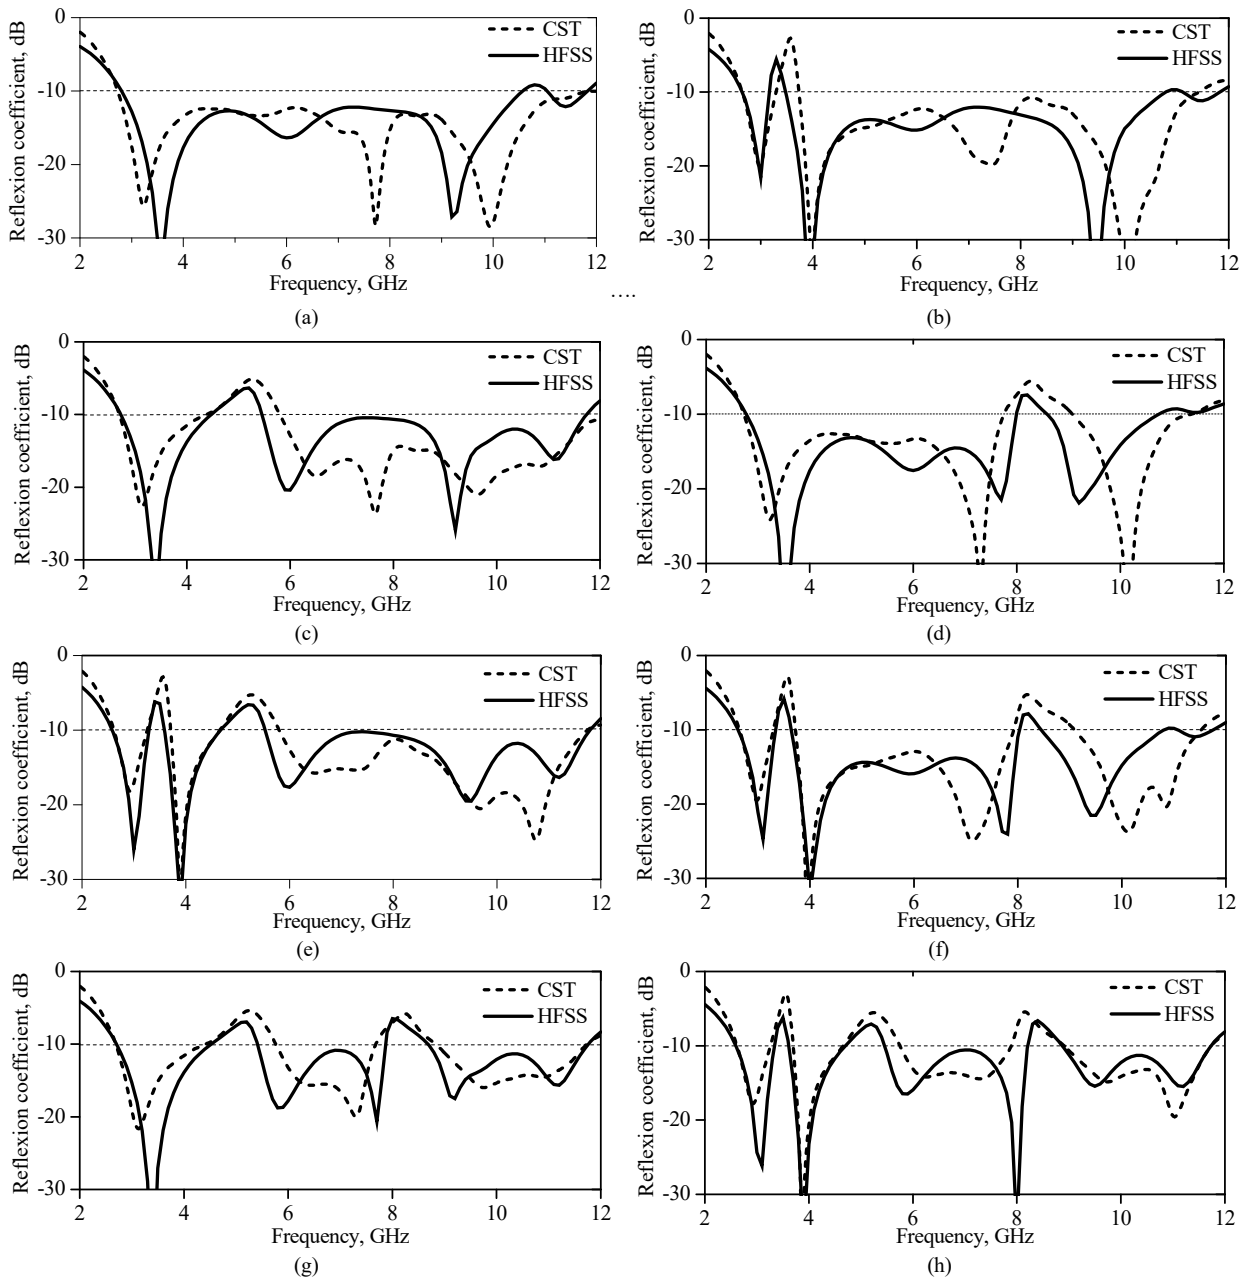 Reflexion coefficient, dB
0
-10
-20
-30
CST
HFSS
2 4 6 8 10 12
Frequency, GHz
(a)
Reflexion coefficient, dB
0
-10
-20
-30
CST
HFSS
2 4 6 8 10 12
Frequency, GHz
(b)
....
Reflexion coefficient, dB
0
-10
-20
-30
CST
HFSS
2 4 6 8 10 12
Frequency, GHz
(c)
Reflexion coefficient, dB
0
-10
-20
-30
CST
HFSS
2 4 6 8 10 12
Frequency, GHz
(d)
Reflexion coefficient, dB
0
-10
-20
-30
CST
HFSS
2 4 6 8 10 12
Frequency, GHz
(e)
Reflexion coefficient, dB
0
-10
-20
-30
CST
HFSS
2 4 6 8 10 12
Frequency, GHz
(f)
Reflexion coefficient, dB
0
-10
-20
-30
CST
HFSS
2 4 6 8 10 12
Frequency, GHz
(g)
Reflexion coefficient, dB
0
-10
-20
-30
CST
HFSS
2 4 6 8 10 12
Frequency, GHz
(h)